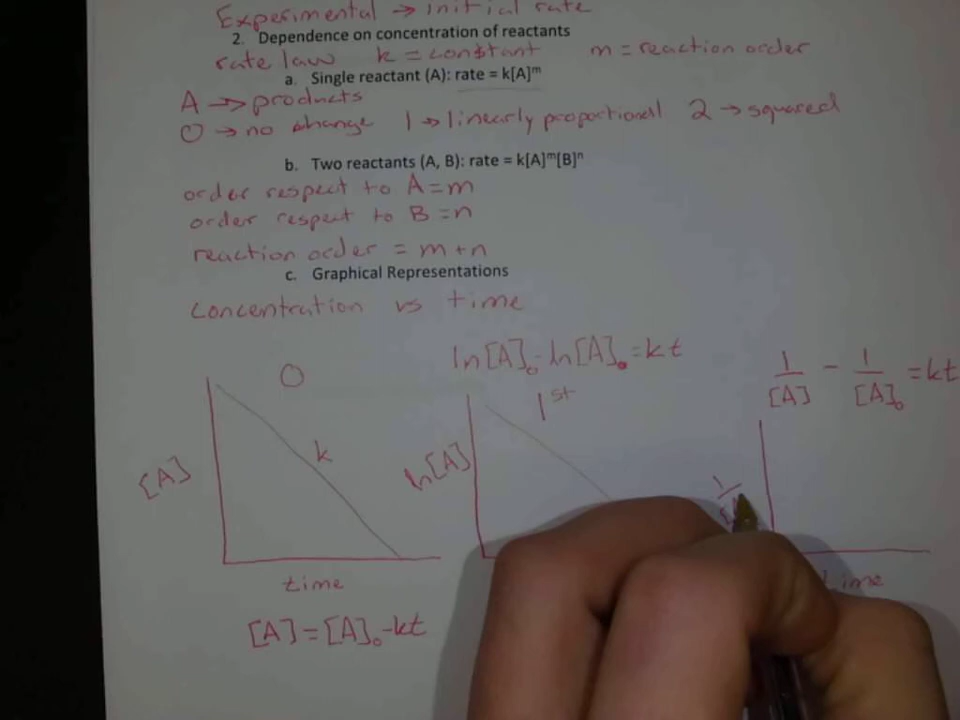 Experimental → initial rate
2. Dependence on concentration of reactants
rate law k = constant m = reaction order
a. Single reactant (A): rate = k[A]ᵐ
A → products
0 → no change 1 → linearly proportional 2 → squared
b. Two reactants (A, B): rate = k[A]ᵐ[B]ⁿ
order respect to A = m
order respect to B = n
reaction order = m + n
c. Graphical Representations
concentration vs time
ln[A]₀ - ln[A]₀ = kt
1/[A] - 1/[A]₀ = kt
0
1st
k
[A]
ln[A]
time
time
[A] = [A]₀ - kt